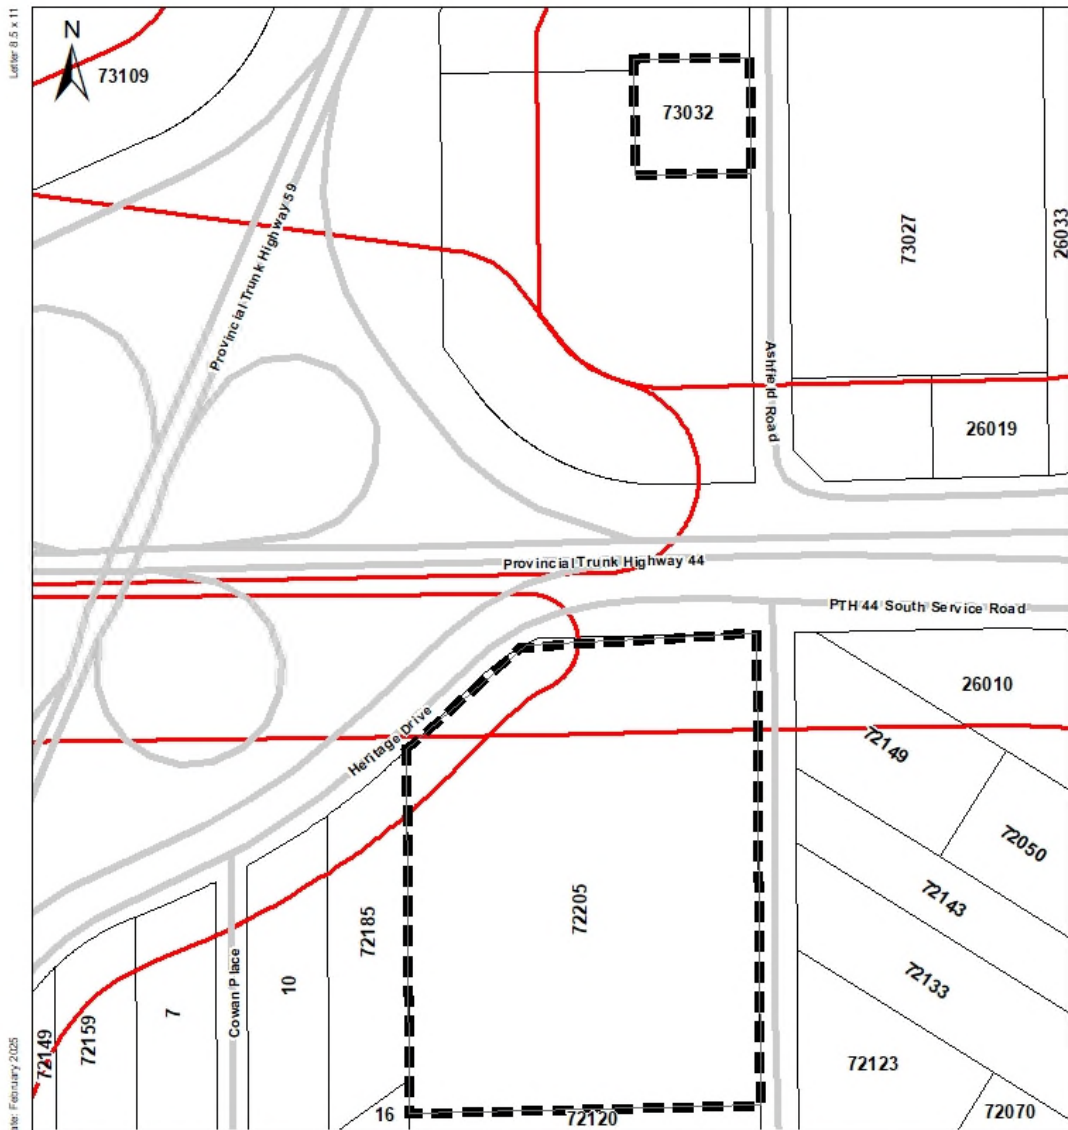 Letter 8.5 x 11
N
73109
73032
Provincial Trunk Highway 59
73027
26033
Ashfield Road
26019
Provincial Trunk Highway 44
PTH 44 South Service Road
26010
Heritage Drive
72149
72050
72205
72143
72185
72133
10
Cowan Place
7
72159
72149
72123
72070
16
72120
February 2025